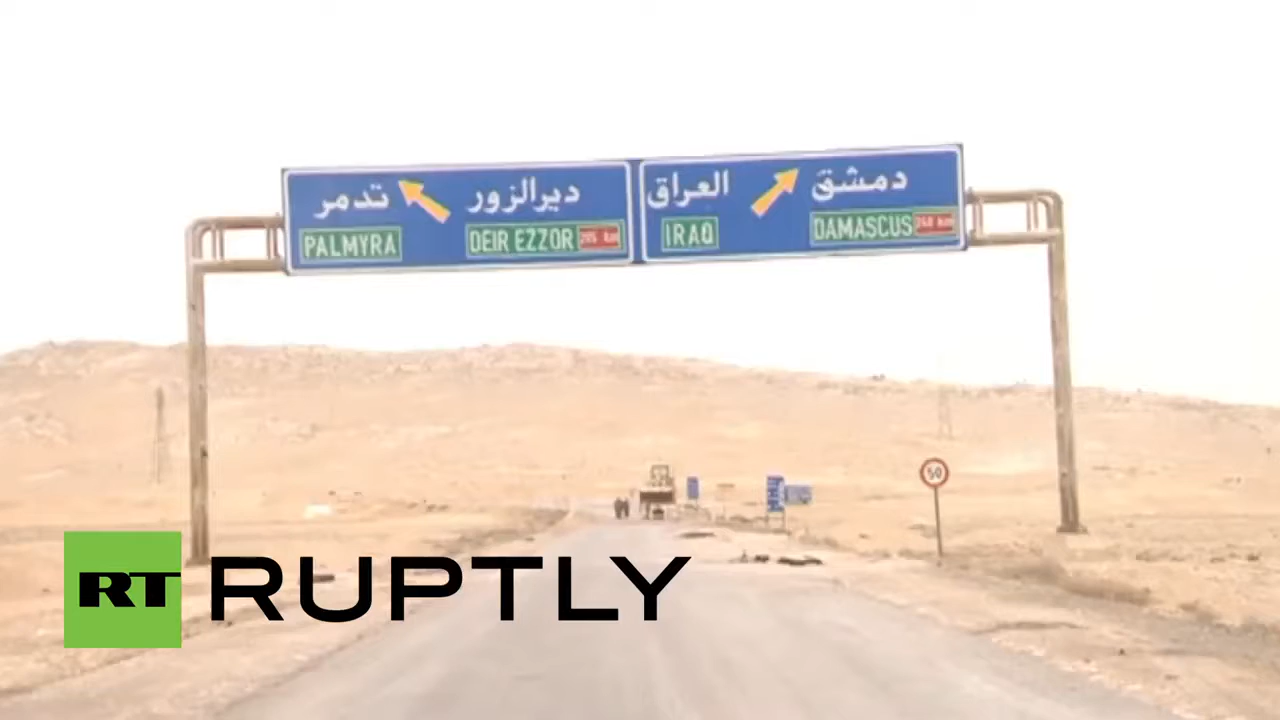 تدمر
ديرالزور
العراق
دمشق
PALMYRA
DEIR EZZOR
IRAQ
DAMASCUS
50
RT RUPTLY